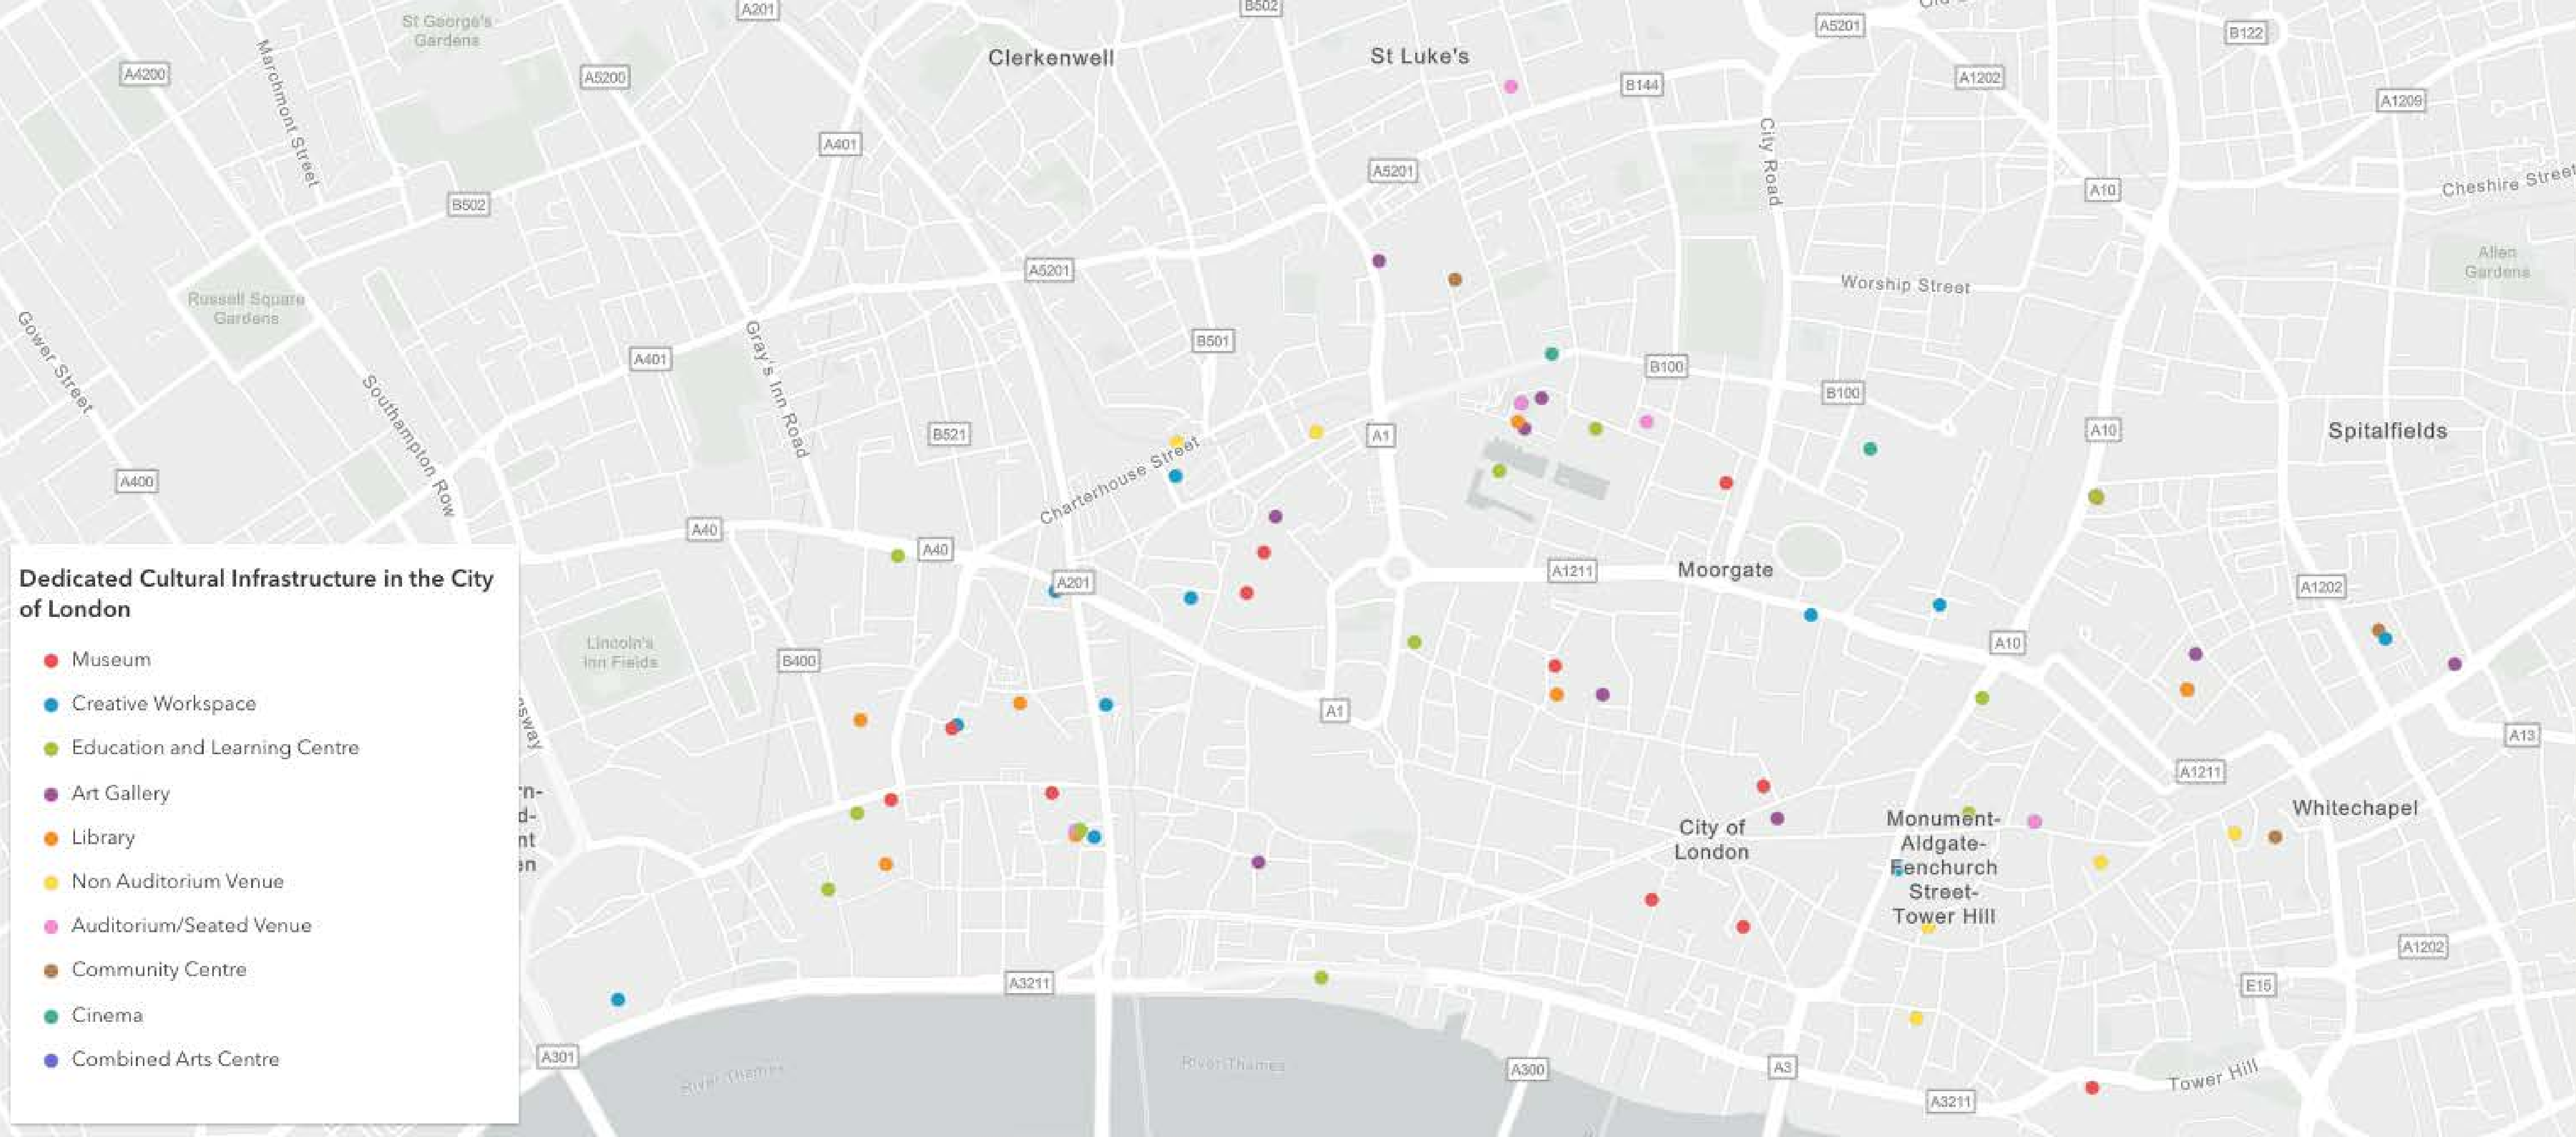 A201
B502
St George's
Gardens
A5201
B122
Clerkenwell
St Luke's
A4200
A5200
B144
A1202
A1209
Marchmont Street
A401
City Road
A5201
Cheshire Street
A10
B502
Allen
Gardens
A5201
Worship Street
Russell Square
Gardens
B501
Gower Street
A401
Gray's Inn Road
B100
B100
Southampton Row
B521
A1
A10
Spitalfields
Charterhouse Street
A400
A40
A40
A1211
Moorgate
A201
A1202
Dedicated Cultural Infrastructure in the City
of London
Museum
Creative Workspace
Education and Learning Centre
Art Gallery
Library
Non Auditorium Venue
Auditorium/Seated Venue
Community Centre
Cinema
Combined Arts Centre
Lincoln's
Inn Fields
B400
A10
sway
A1
A13
A1211
rn-
d-
nt
en
Whitechapel
City of
London
Monument-
Aldgate-
Fenchurch
Street-
Tower Hill
A1202
A3211
E15
A301
River Thames
River Thames
A300
A3
Tower Hill
A3211